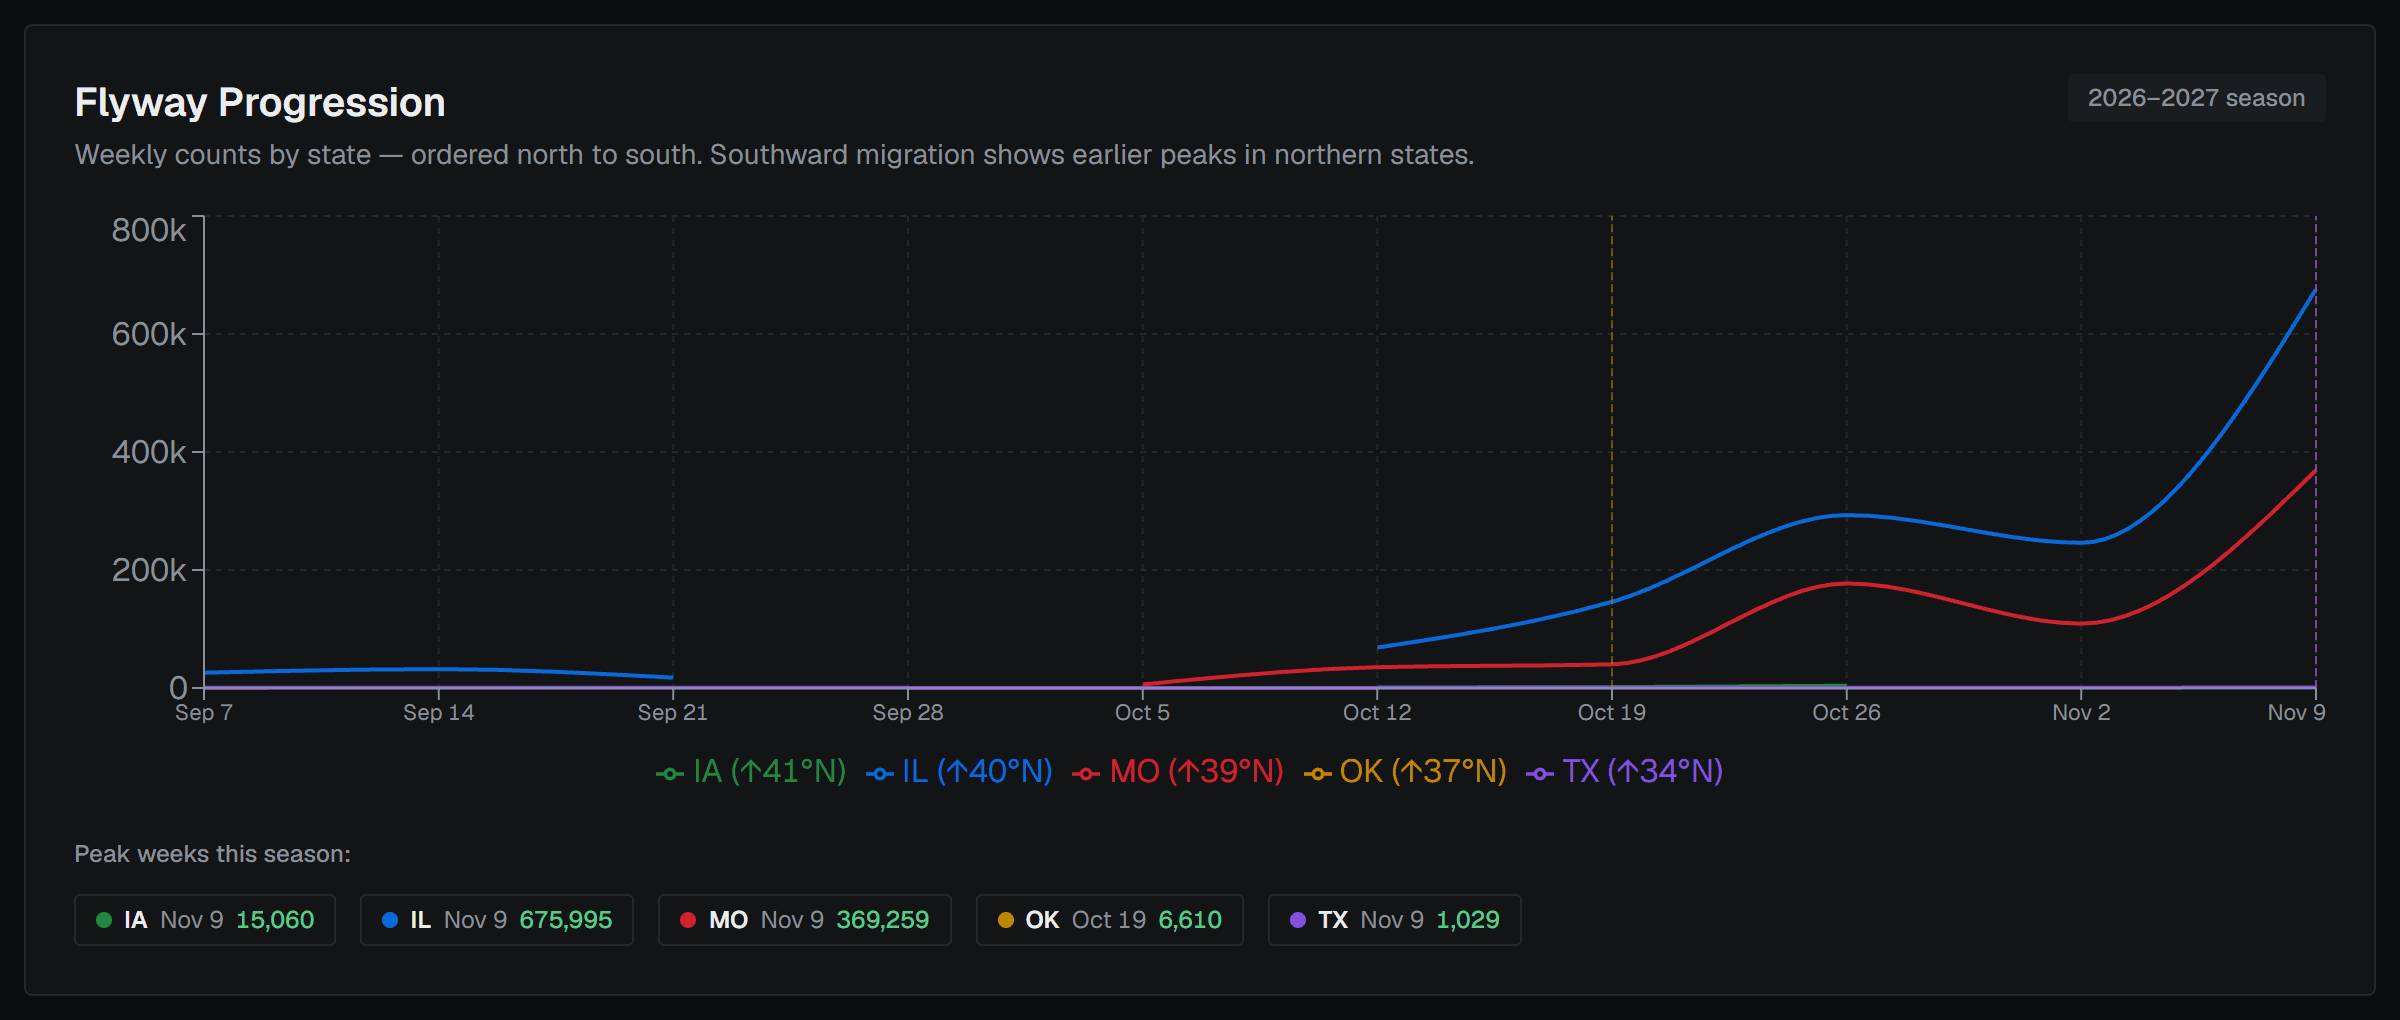 Flyway Progression
2026–2027 season
Weekly counts by state — ordered north to south. Southward migration shows earlier peaks in northern states.
800k
600k
400k
200k
0
Sep 7 Sep 14 Sep 21 Sep 28 Oct 5 Oct 12 Oct 19 Oct 26 Nov 2 Nov 9
IA (↑41°N) IL (↑40°N) MO (↑39°N) OK (↑37°N) TX (↑34°N)
Peak weeks this season:
IA Nov 9 15,060 IL Nov 9 675,995 MO Nov 9 369,259 OK Oct 19 6,610 TX Nov 9 1,029